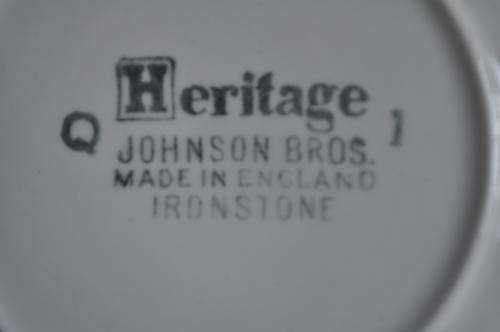 Heritage
Q JOHNSON BROS. 1
MADE IN ENGLAND
IRONSTONE